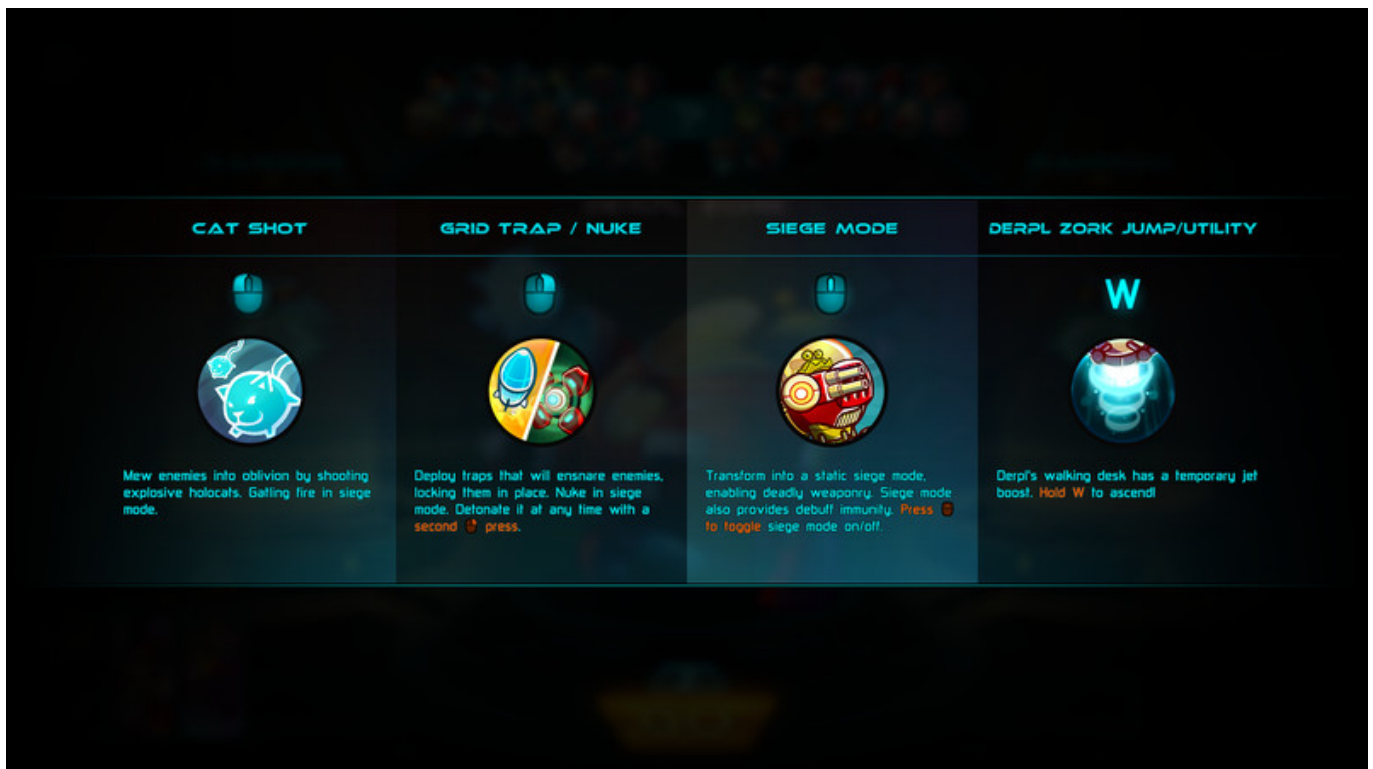 CAT SHOT
Mew enemies into oblivion by shooting
explosive holocats. Gatling fire in siege
mode.
GRID TRAP / NUKE
Deploy traps that will ensnare enemies,
locking them in place. Nuke in siege
mode. Detonate it at any time with a
second press.
SIEGE MODE
Transform into a static siege mode,
enabling deadly weaponry. Siege mode
also provides debuff immunity. Press
to toggle siege mode on/off.
DERPL ZORK JUMP/UTILITY
W
Derpl's walking desk has a temporary jet
boost. Hold W to ascend!